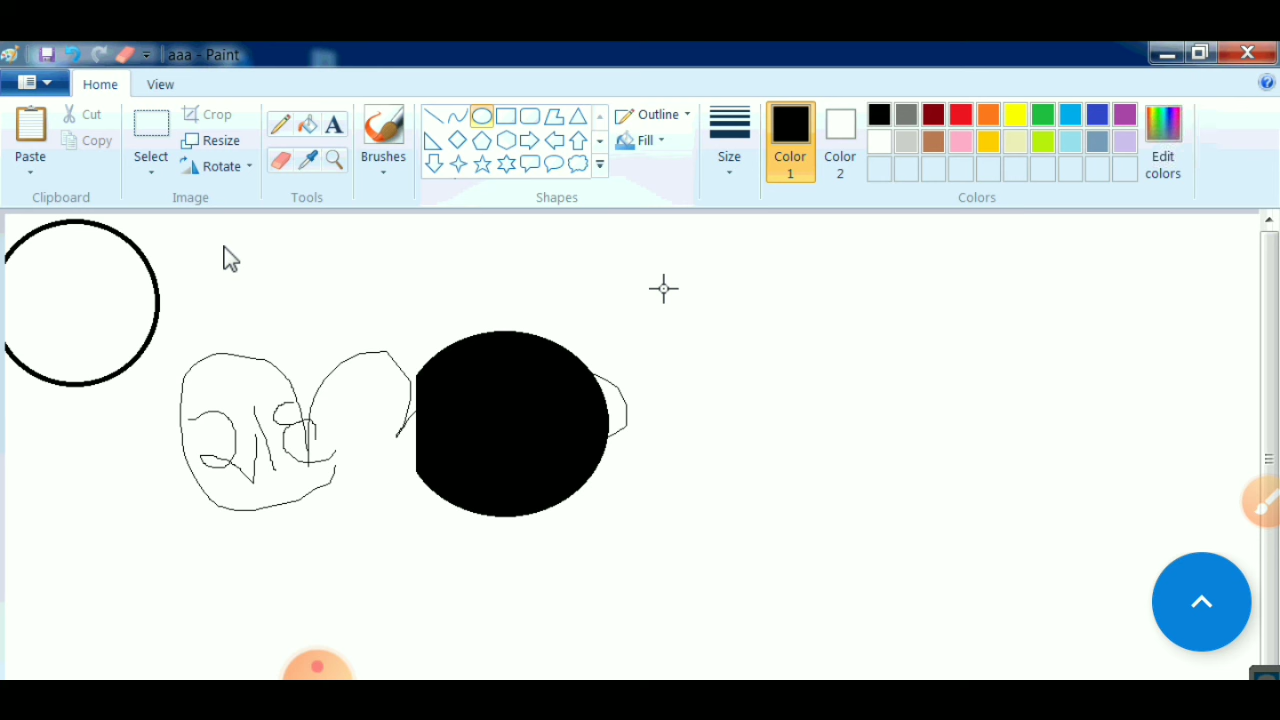 aaa - Paint
Home View
Paste
Cut
Copy
Clipboard
Select
Crop
Resize
Rotate
Image
Tools
Brushes
Outline
Fill
Shapes
Size
Color 1
Color 2
Edit colors
Colors